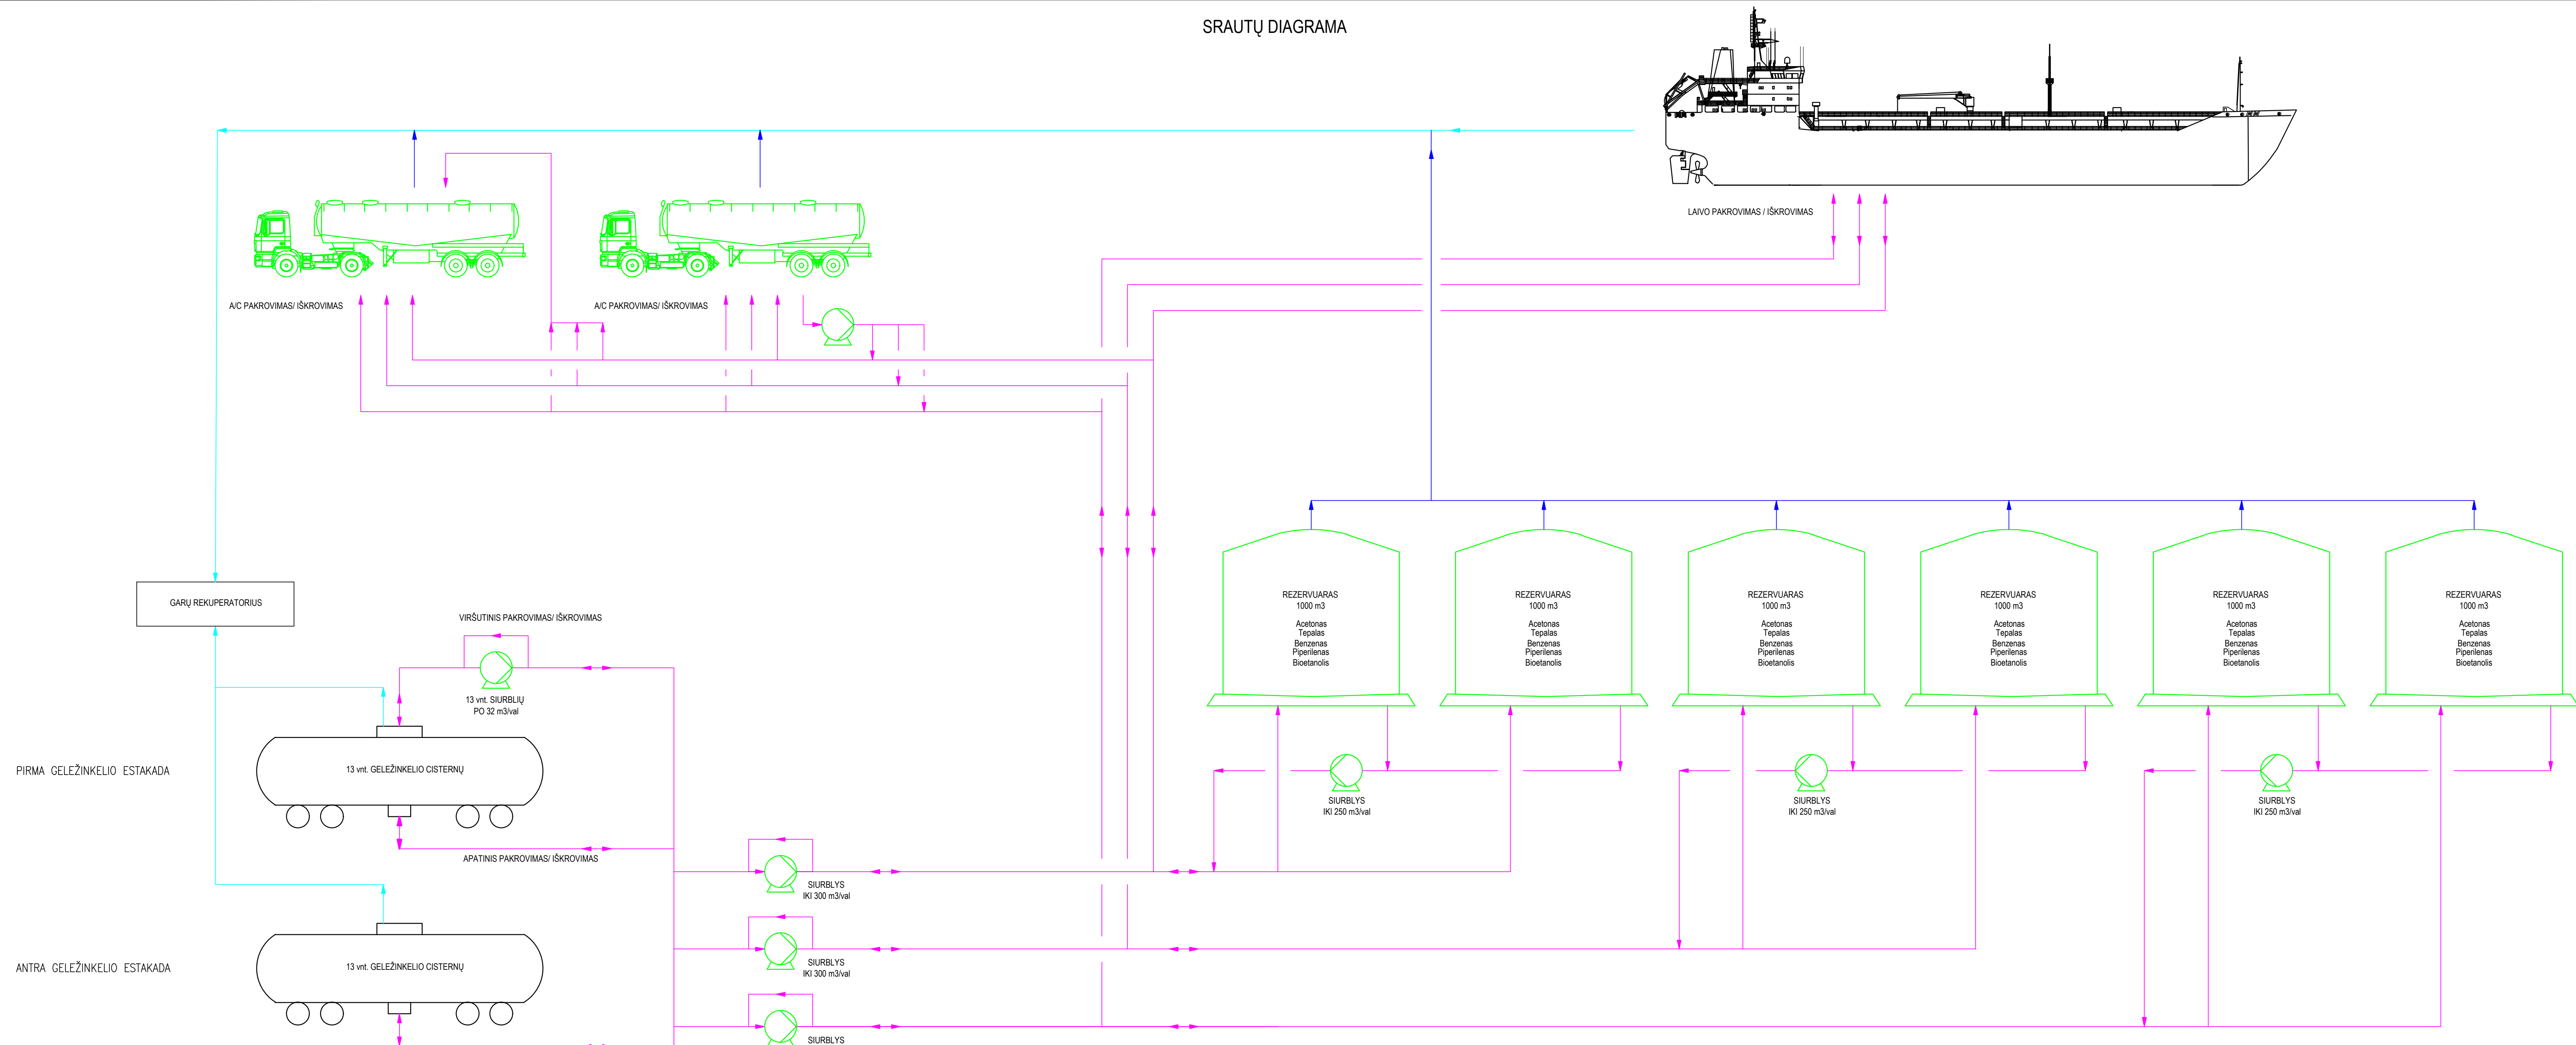 SRAUTŲ DIAGRAMA
LAIVO PAKROVIMAS / IŠKROVIMAS
A/C PAKROVIMAS/ IŠKROVIMAS
A/C PAKROVIMAS/ IŠKROVIMAS
GARŲ REKUPERATORIUS
VIRŠUTINIS PAKROVIMAS/ IŠKROVIMAS
13 vnt. SIURBLIŲ
PO 32 m3/val
REZERVUARAS
1000 m3
Acetonas
Tepalas
Benzenas
Piperilenas
Bioetanolis
REZERVUARAS
1000 m3
Acetonas
Tepalas
Benzenas
Piperilenas
Bioetanolis
REZERVUARAS
1000 m3
Acetonas
Tepalas
Benzenas
Piperilenas
Bioetanolis
REZERVUARAS
1000 m3
Acetonas
Tepalas
Benzenas
Piperilenas
Bioetanolis
REZERVUARAS
1000 m3
Acetonas
Tepalas
Benzenas
Piperilenas
Bioetanolis
REZERVUARAS
1000 m3
Acetonas
Tepalas
Benzenas
Piperilenas
Bioetanolis
PIRMA GELEŽINKELIO ESTAKADA
13 vnt. GELEŽINKELIO CISTERNŲ
SIURBLYS
IKI 250 m3/val
SIURBLYS
IKI 250 m3/val
SIURBLYS
IKI 250 m3/val
APATINIS PAKROVIMAS/ IŠKROVIMAS
SIURBLYS
IKI 300 m3/val
ANTRA GELEŽINKELIO ESTAKADA
13 vnt. GELEŽINKELIO CISTERNŲ
SIURBLYS
IKI 300 m3/val
SIURBLYS